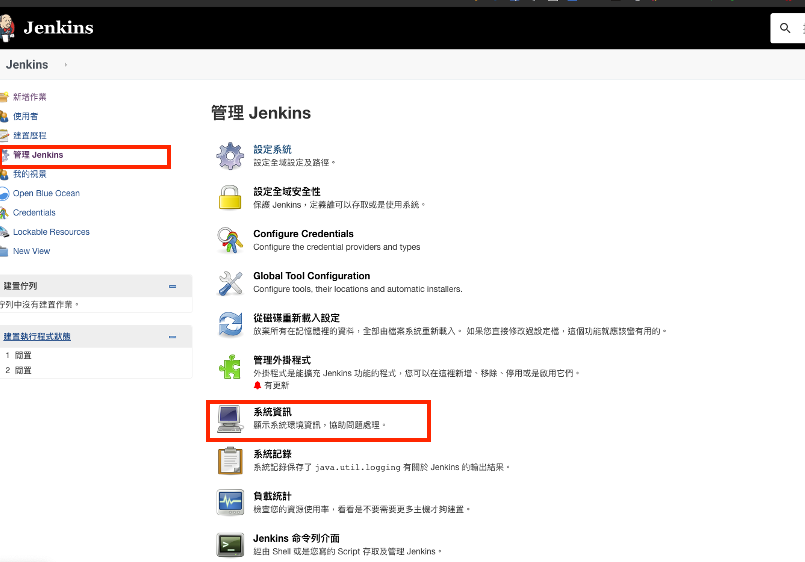 Jenkins
Jenkins
新增作業
使用者
建置歷程
管理 Jenkins
我的視景
Open Blue Ocean
Credentials
Lockable Resources
New View
建置佇列
佇列中沒有建置作業。
建置執行程式狀態
1 閒置
2 閒置
管理 Jenkins
設定系統
設定全域設定及路徑。
設定全域安全性
保護 Jenkins，定義誰可以存取或是使用系統。
Configure Credentials
Configure the credential providers and types
Global Tool Configuration
Configure tools, their locations and automatic installers.
從磁碟重新載入設定
放棄所有在記憶體裡的資料，全部由檔案系統重新載入。 如果您直接修改過設定檔，這個功能就應該蠻有用的。
管理外掛程式
外掛程式是能擴充 Jenkins 功能的程式，您可以在這裡新增、移除、停用或是啟用它們。
有更新
系統資訊
顯示系統環境資訊，協助問題處理。
系統記錄
系統記錄保存了 java.util.logging 有關於 Jenkins 的輸出結果。
負載統計
檢查您的資源使用率，看看是不要需要更多主機才夠建置。
Jenkins 命令列介面
經由 Shell 或是您寫的 Script 存取及管理 Jenkins。